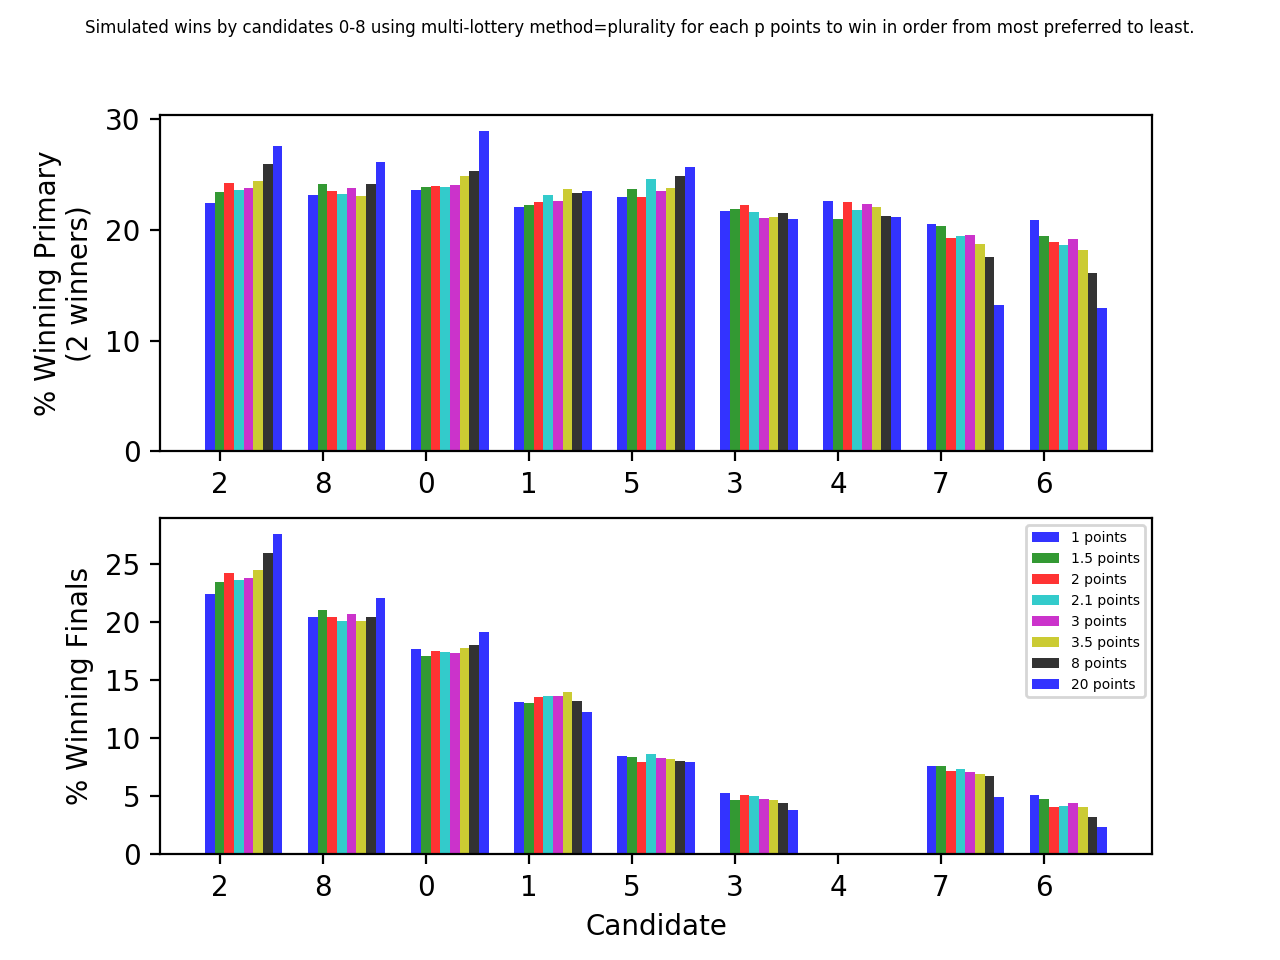 Simulated wins by candidates 0-8 using multi-lottery method=plurality for each p points to win in order from most preferred to least.
% Winning Primary
(2 winners)
30
20
10
0
2 8 0 1 5 3 4 7 6
% Winning Finals
25
20
15
10
5
0
1 points
1.5 points
2 points
2.1 points
3 points
3.5 points
8 points
20 points
2 8 0 1 5 3 4 7 6
Candidate